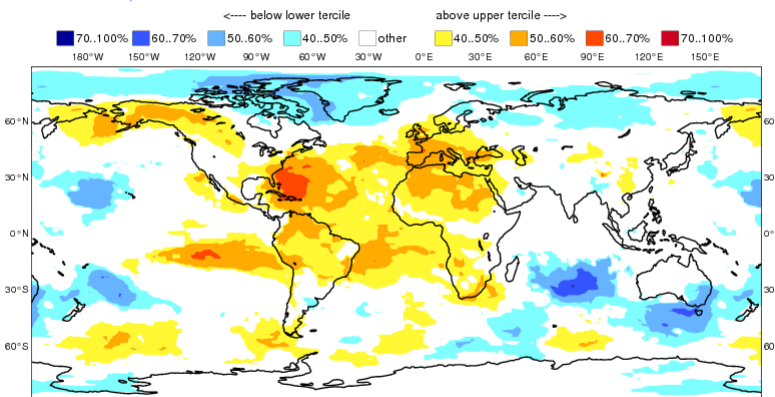 <---- below lower tercile above upper tercile ---->
70..100% 60..70% 50..60% 40..50% other 40..50% 50..60% 60..70% 70..100%
180°W 150°W 120°W 90°W 60°W 30°W 0°E 30°E 60°E 90°E 120°E 150°E
60°N 60
30°N 30
0°N 0
30°S 30
60°S 60